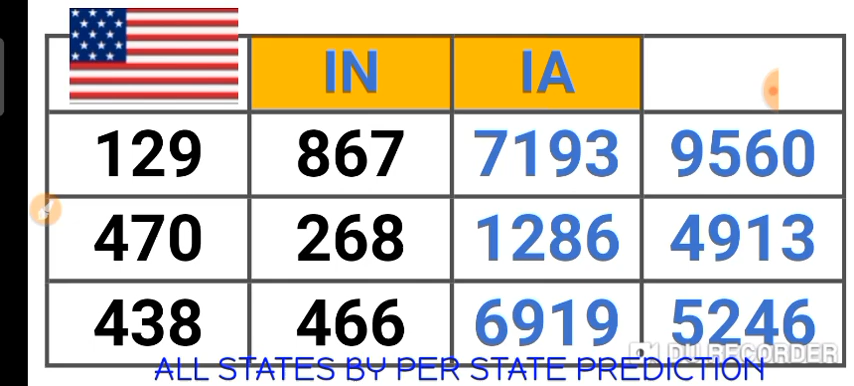 IN IA
129 867 7193 9560
470 268 1286 4913
438 466 6919 5246
DU RECORDER
ALL STATES BY PER STATE PREDICTION